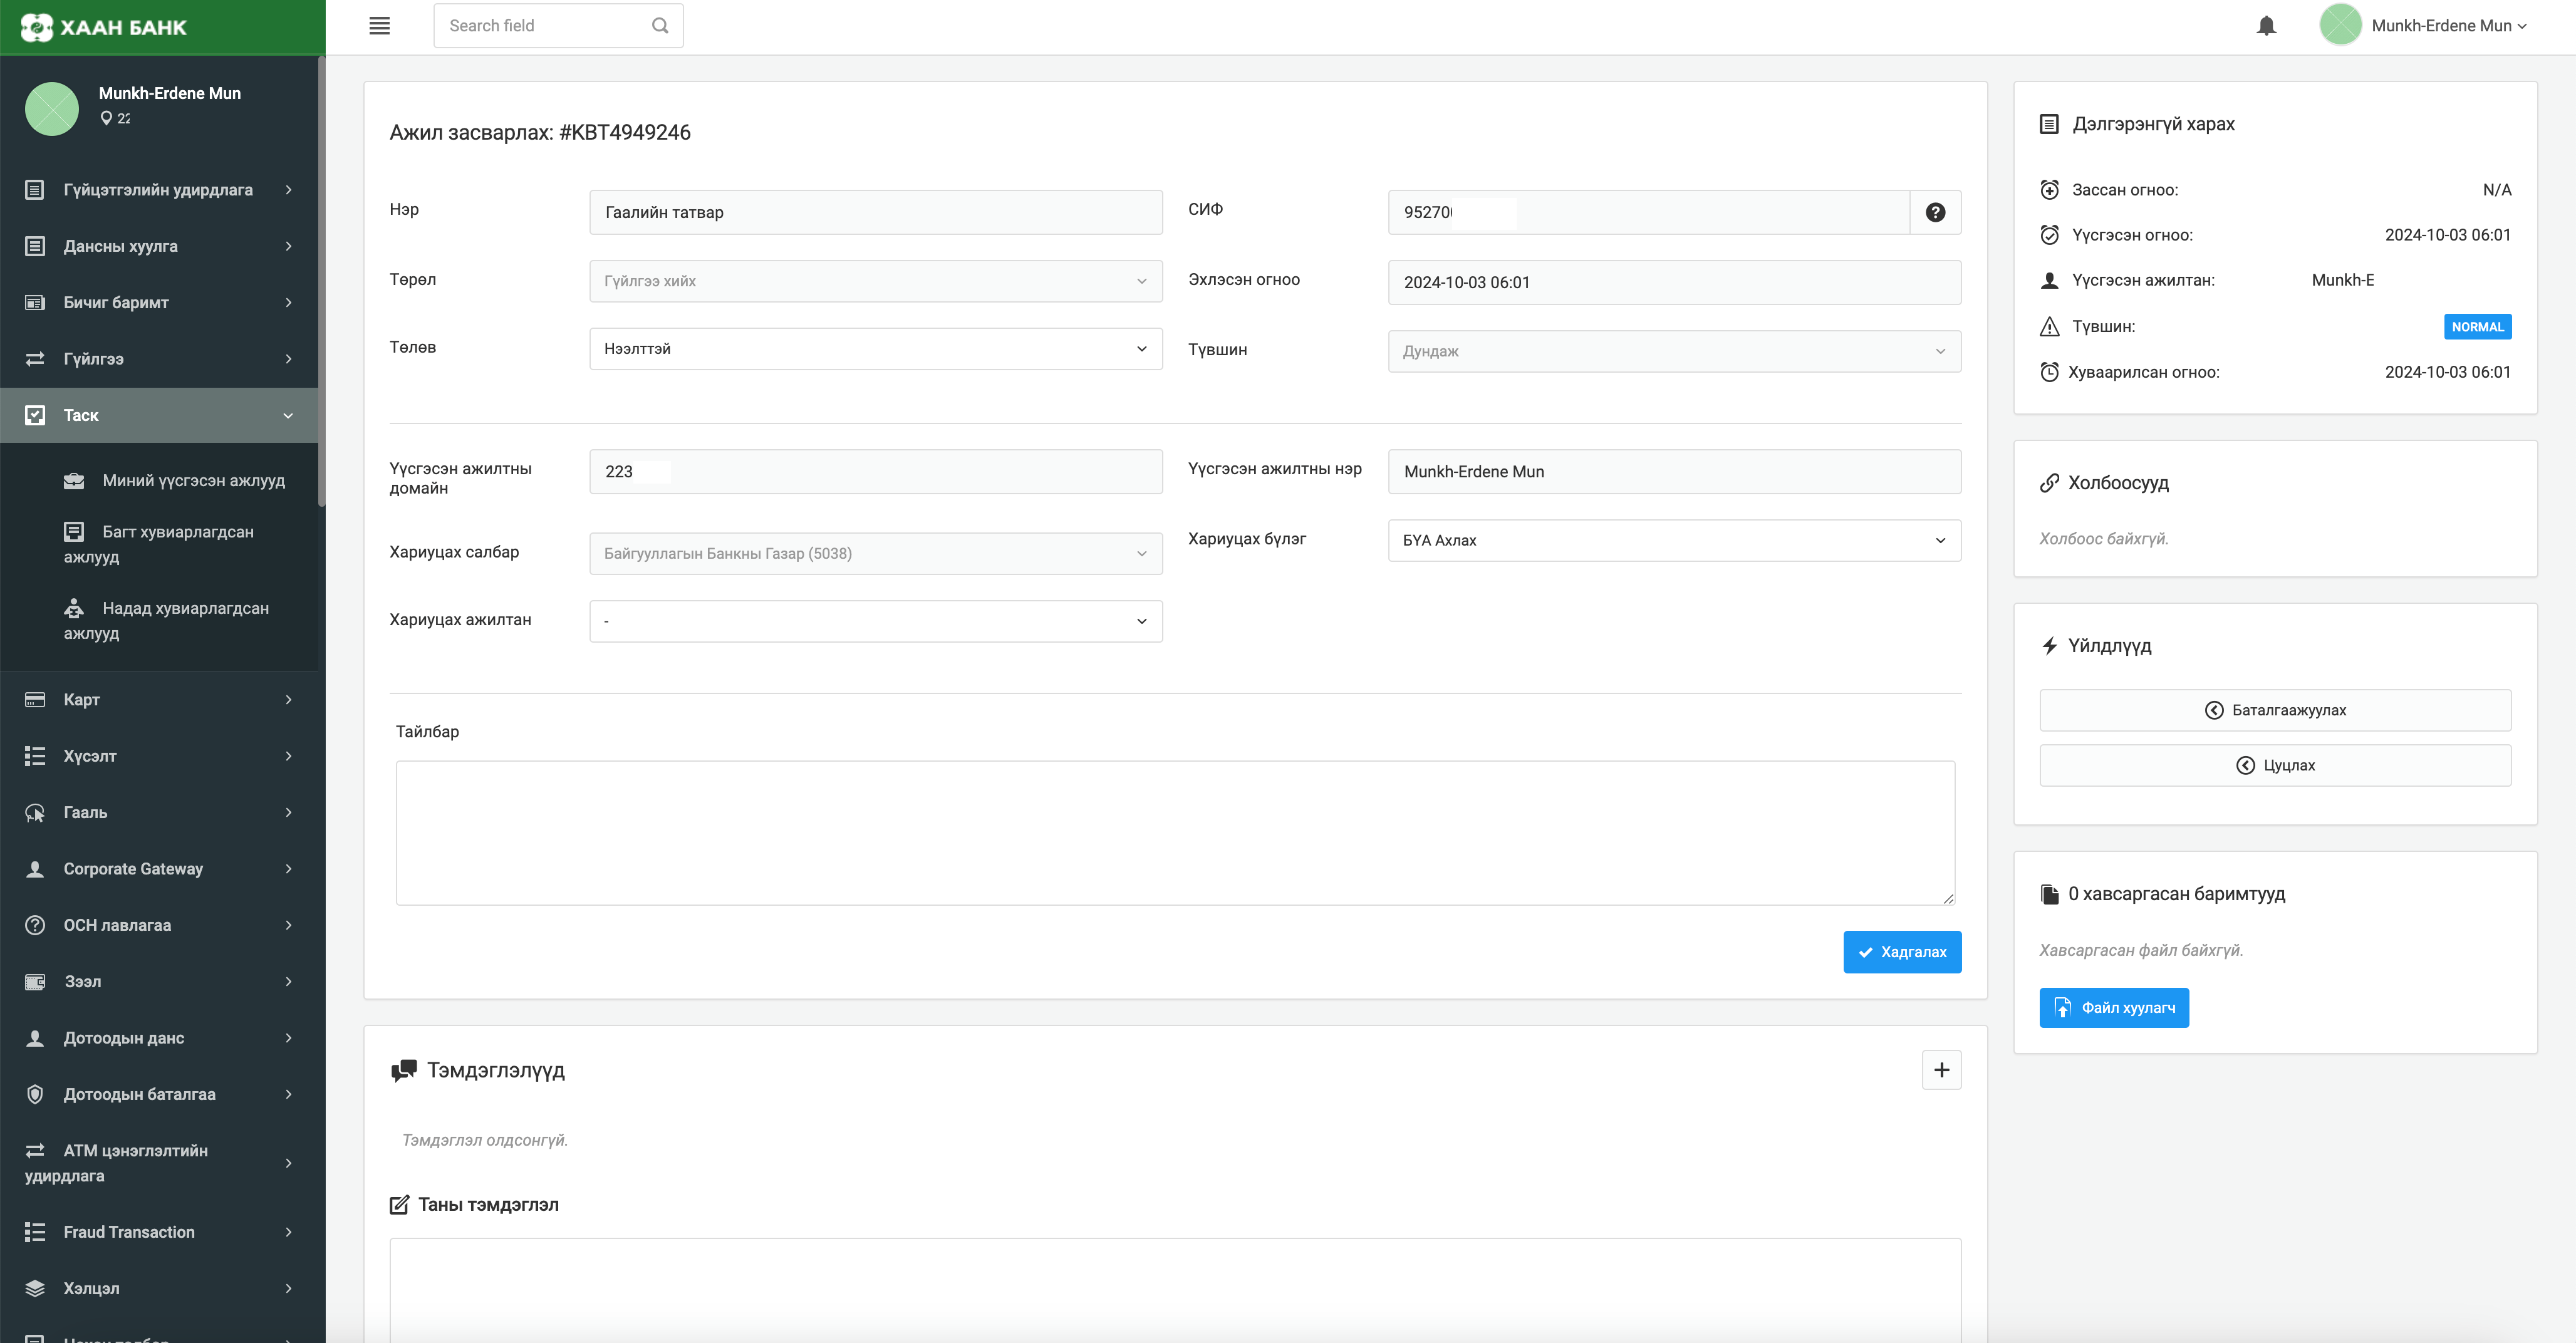 ХААН БАНК
Search field
Munkh-Erdene Mun
Munkh-Erdene Mun
22
Гүйцэтгэлийн удирдлага
Дансны хуулга
Бичиг баримт
Гүйлгээ
Таск
Миний үүсгэсэн ажлууд
Багт хувиарлагдсан
ажлууд
Надад хувиарлагдсан
ажлууд
Карт
Хүсэлт
Гааль
Corporate Gateway
ОСН лавлагаа
Зээл
Дотоодын данс
Дотоодын баталгаа
АТМ цэнэглэлтийн
удирдлага
Fraud Transaction
Хэлцэл
Ажил засварлах: #KBT4949246
Нэр
Гаалийн татвар
СИФ
95270
Төрөл
Гүйлгээ хийх
Эхлэсэн огноо
2024-10-03 06:01
Төлөв
Нээлттэй
Түвшин
Дундаж
Үүсгэсэн ажилтны
домайн
223
Үүсгэсэн ажилтны нэр
Munkh-Erdene Mun
Хариуцах салбар
Байгууллагын Банкны Газар (5038)
Хариуцах бүлэг
БҮА Ахлах
Хариуцах ажилтан
-
Тайлбар
Хадгалах
Тэмдэглэлүүд
+
Тэмдэглэл олдсонгүй.
Таны тэмдэглэл
Дэлгэрэнгүй харах
Зассан огноо: N/A
Үүсгэсэн огноо: 2024-10-03 06:01
Үүсгэсэн ажилтан: Munkh-E
Түвшин: NORMAL
Хуваарилсан огноо: 2024-10-03 06:01
Холбоосууд
Холбоос байхгүй.
Үйлдлүүд
Баталгаажуулах
Цуцлах
0 хавсаргасан баримтууд
Хавсаргасан файл байхгүй.
Файл хуулагч